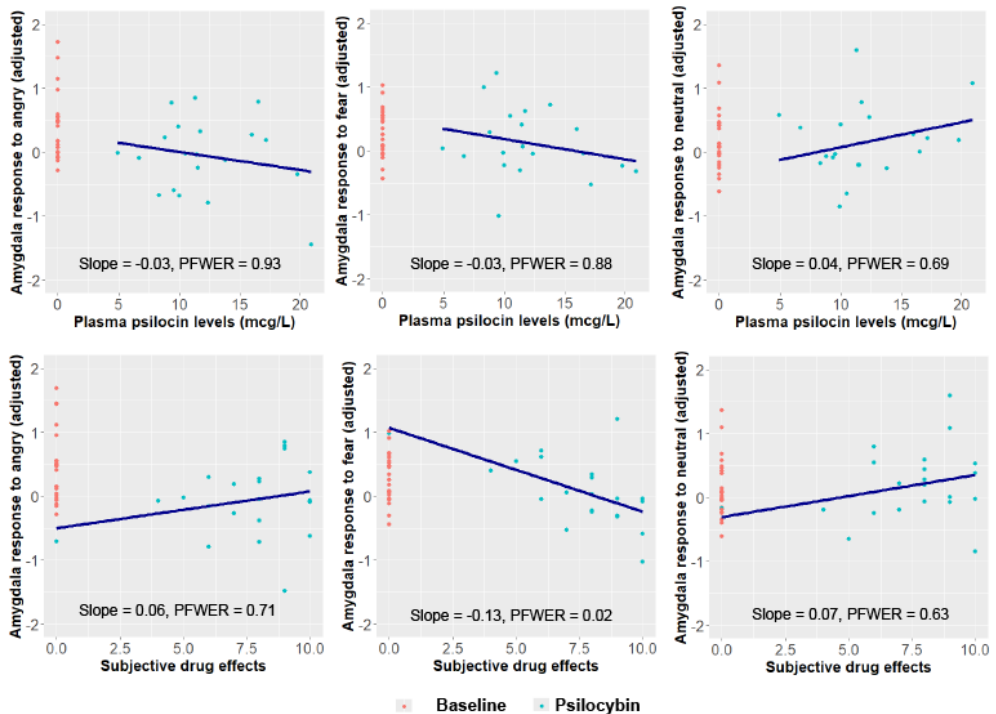 Amygdala response to angry (adjusted)
2
1
0
-1
-2
Slope = -0.03, PFWER = 0.93
0 5 10 15 20
Plasma psilocin levels (mcg/L)
Amygdala response to fear (adjusted)
2
1
0
-1
-2
Slope = -0.03, PFWER = 0.88
0 5 10 15 20
Plasma psilocin levels (mcg/L)
Amygdala response to neutral (adjusted)
2
1
0
-1
-2
Slope = 0.04, PFWER = 0.69
0 5 10 15 20
Plasma psilocin levels (mcg/L)
Amygdala response to angry (adjusted)
2
1
0
-1
-2
Slope = 0.06, PFWER = 0.71
0.0 2.5 5.0 7.5 10.0
Subjective drug effects
Amygdala response to fear (adjusted)
2
1
0
-1
-2
Slope = -0.13, PFWER = 0.02
0.0 2.5 5.0 7.5 10.0
Subjective drug effects
Amygdala response to neutral (adjusted)
2
1
0
-1
-2
Slope = 0.07, PFWER = 0.63
0.0 2.5 5.0 7.5 10.0
Subjective drug effects
Baseline Psilocybin